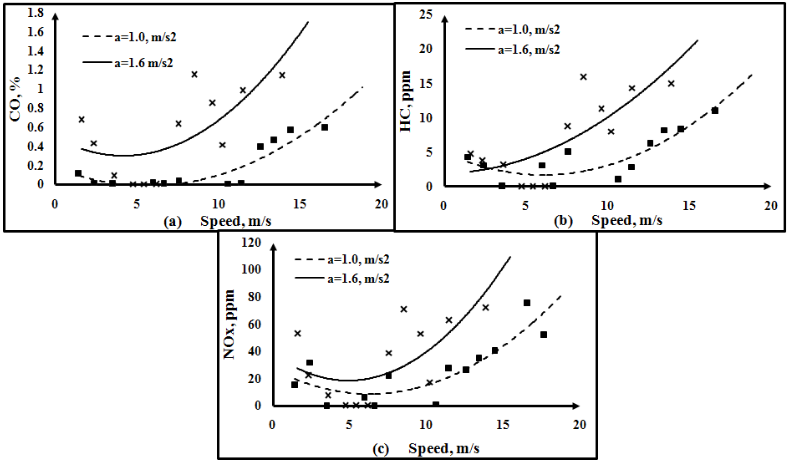 1.8
1.6
1.4
1.2
1
0.8
0.6
0.4
0.2
0
CO, %
a=1.0, m/s2
a=1.6 m/s2
0 5 10 15 20
(a) Speed, m/s
25
20
15
10
5
0
HC, ppm
a=1.0, m/s2
a=1.6, m/s2
0 5 10 15 20
(b) Speed, m/s
120
100
80
60
40
20
0
NOx, ppm
a=1.0, m/s2
a=1.6, m/s2
0 5 10 15 20
(c) Speed, m/s